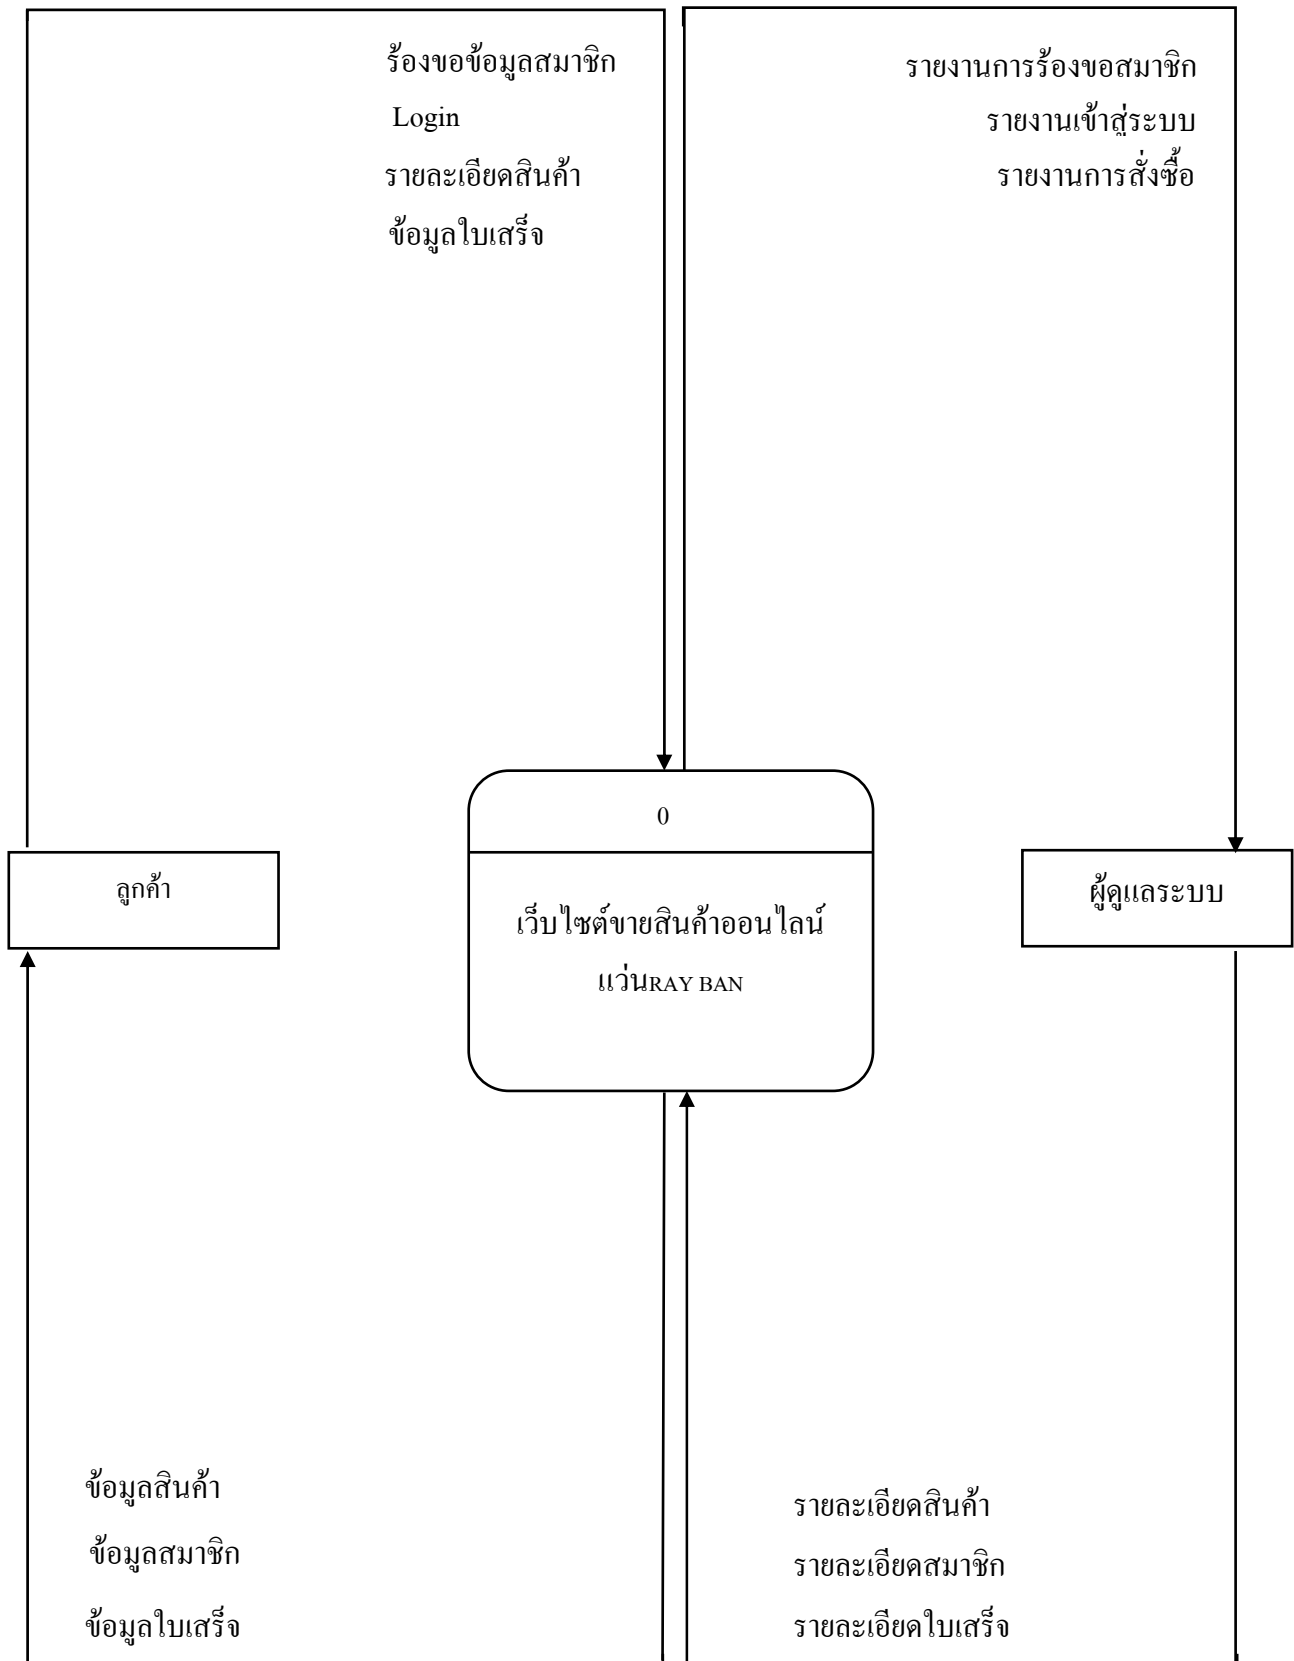 ร้องขอข้อมูลสมาชิก
Login
รายละเอียดสินค้า
ข้อมูลใบเสร็จ
รายงานการร้องขอสมาชิก
รายงานเข้าสู่ระบบ
รายงานการสั่งซื้อ
0
เว็บไซต์ขายสินค้าออนไลน์
แว่นRAY BAN
ลูกค้า
ผู้ดูแลระบบ
ข้อมูลสินค้า
ข้อมูลสมาชิก
ข้อมูลใบเสร็จ
รายละเอียดสินค้า
รายละเอียดสมาชิก
รายละเอียดใบเสร็จ